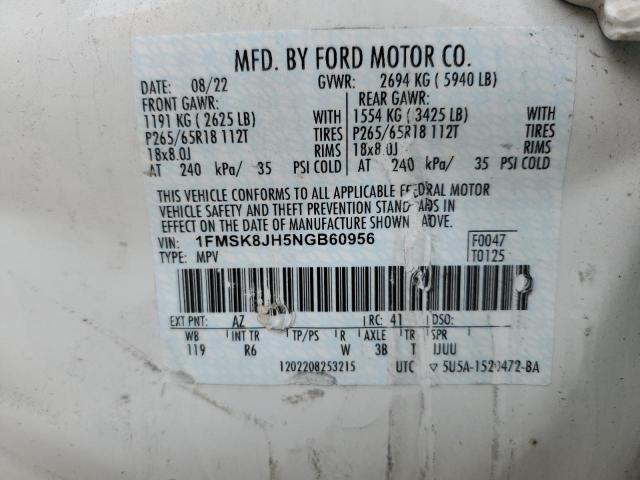 MFD. BY FORD MOTOR CO.
DATE: 08/22 GVWR: 2694 KG ( 5940 LB)
FRONT GAWR: REAR GAWR:
1191 KG ( 2625 LB) WITH 1554 KG ( 3425 LB) WITH
P265/65R18 112T TIRES P265/65R18 112T TIRES
18x8.0J RIMS 18x8.0J RIMS
AT 240 kPa/ 35 PSI COLD AT 240 kPa/ 35 PSI COLD
THIS VEHICLE CONFORMS TO ALL APPLICABLE FEDERAL MOTOR
VEHICLE SAFETY AND THEFT PREVENTION STANDARDS IN
EFFECT ON THE DATE OF MANUFACTURE SHOWN ABOVE.
VIN: 1FMSK8JH5NGB60956 F0047
TYPE: MPV T0125
EXT PNT: AZ RC: 41 DSO:
WB INT TR TP/PS R AXLE TR SPR
119 R6 W 3B T IJUU
1202208253215 UTC ▽ 5U5A-1520472-BA